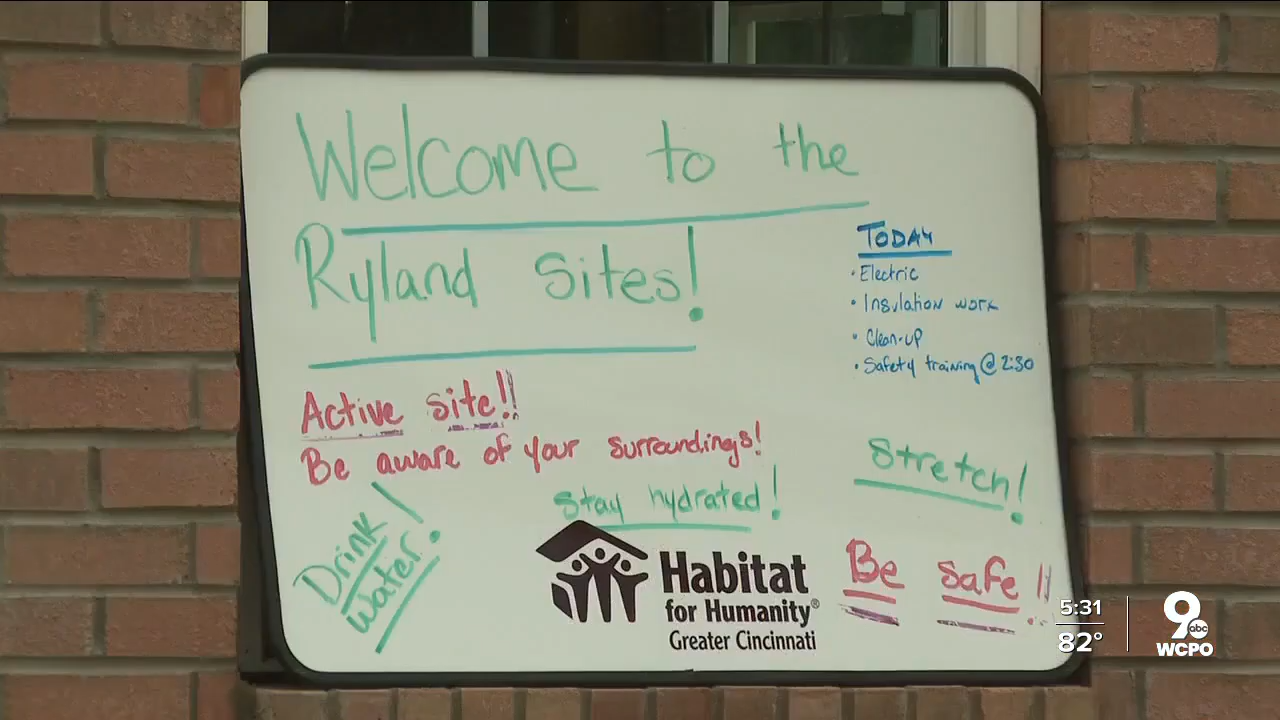 Welcome to the
Ryland Sites!
TODAY
• Electric
• Insulation work
• Clean-up
• Safety training @ 2:30
Active site!!
Be aware of your surroundings!
Stretch!
Stay hydrated!
Drink
water!
Be safe!!
Habitat
for Humanity®
Greater Cincinnati
5:31
82°
9
abc
WCPO